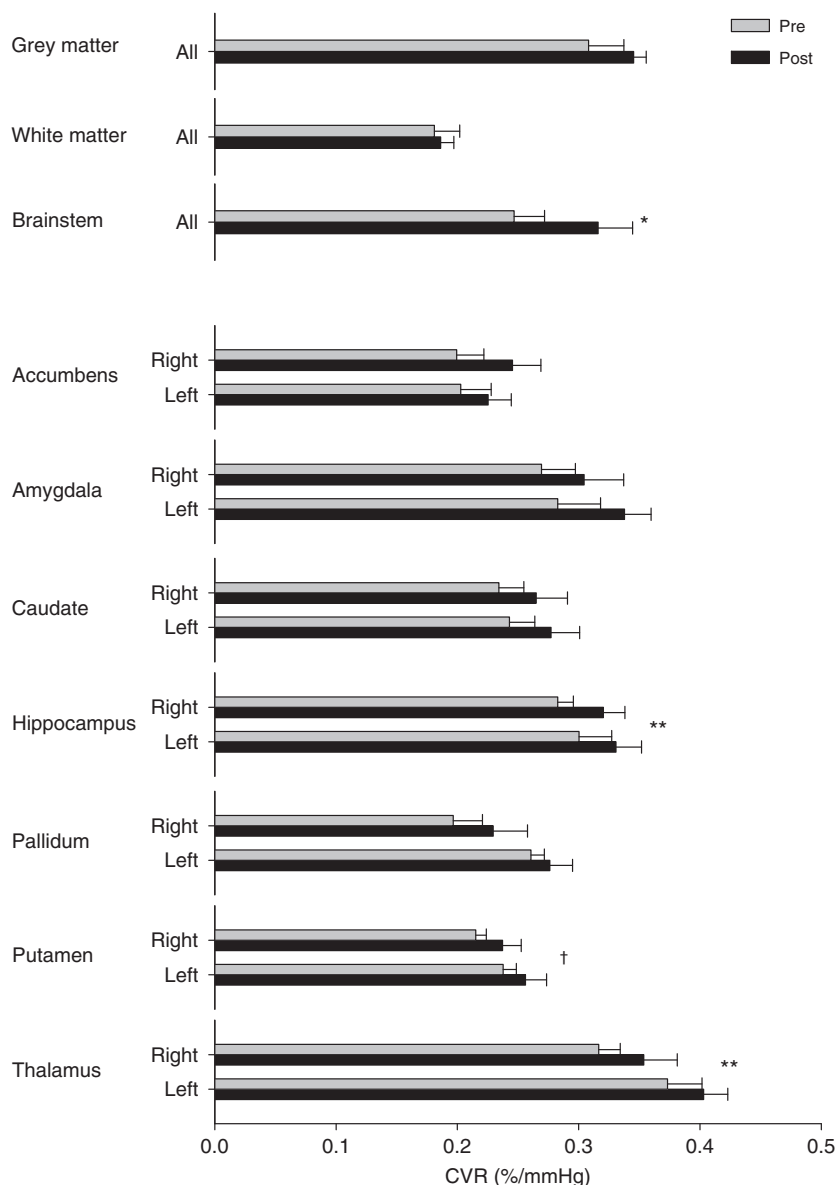 Pre
Post
Grey matter
All
White matter
All
Brainstem
All
*
Accumbens
Right
Left
Amygdala
Right
Left
Caudate
Right
Left
Hippocampus
Right
Left
**
Pallidum
Right
Left
Putamen
Right
Left
†
Thalamus
Right
Left
**
0.0 0.1 0.2 0.3 0.4 0.5
CVR (%/mmHg)